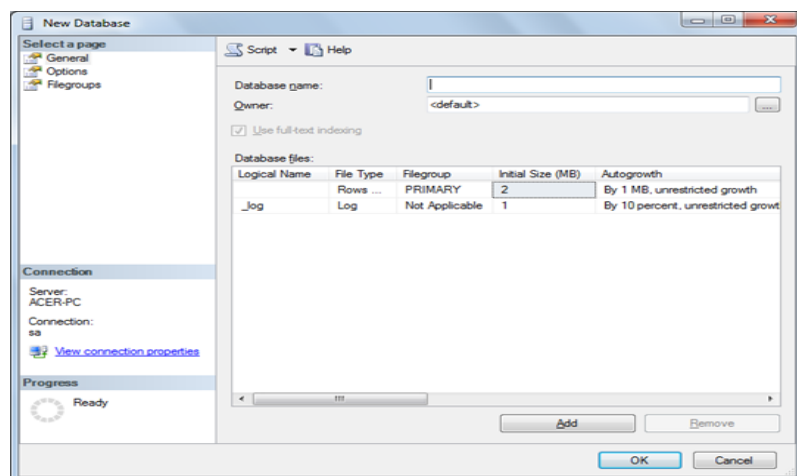 New Database
Select a page
General
Options
Filegroups
Script Help
Database name:
Owner: <default> ...
Use full-text indexing
Database files:
Logical Name File Type Filegroup Initial Size (MB) Autogrowth
Rows ... PRIMARY 2 By 1 MB, unrestricted growth
_log Log Not Applicable 1 By 10 percent, unrestricted growt
Connection
Server:
ACER-PC
Connection:
sa
View connection properties
Progress
Ready
Add Remove
OK Cancel